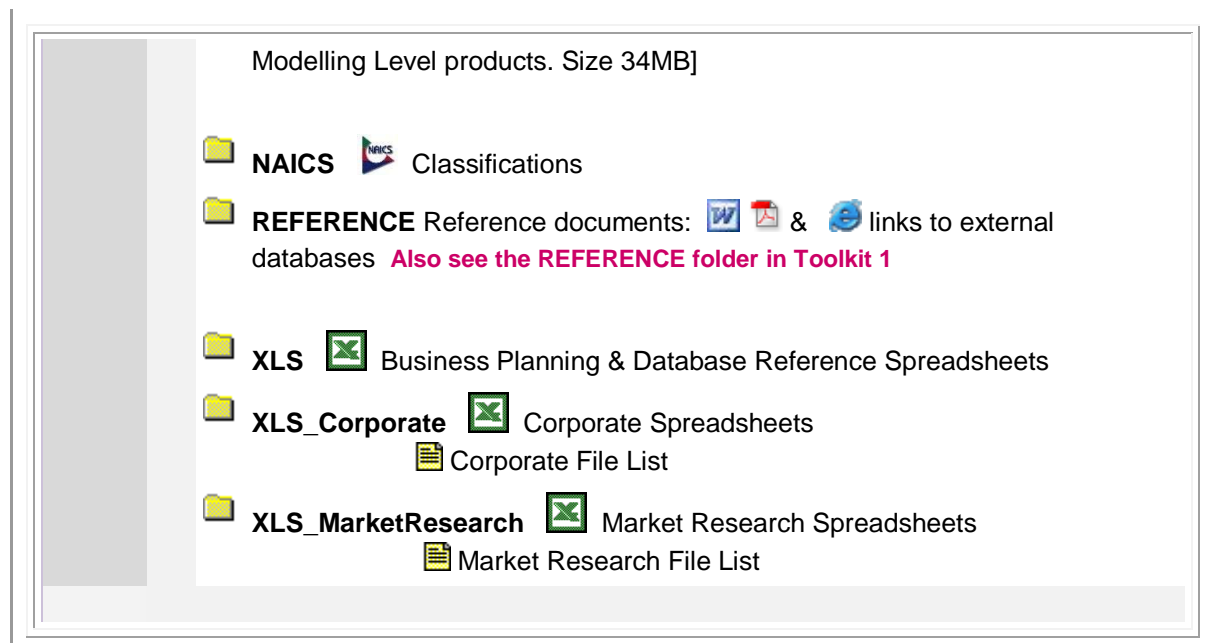 Modelling Level products. Size 34MB]
NAICS NAICS Classifications
REFERENCE Reference documents: W & e links to external
databases Also see the REFERENCE folder in Toolkit 1
XLS X Business Planning & Database Reference Spreadsheets
XLS_Corporate X Corporate Spreadsheets
Corporate File List
XLS_MarketResearch X Market Research Spreadsheets
Market Research File List